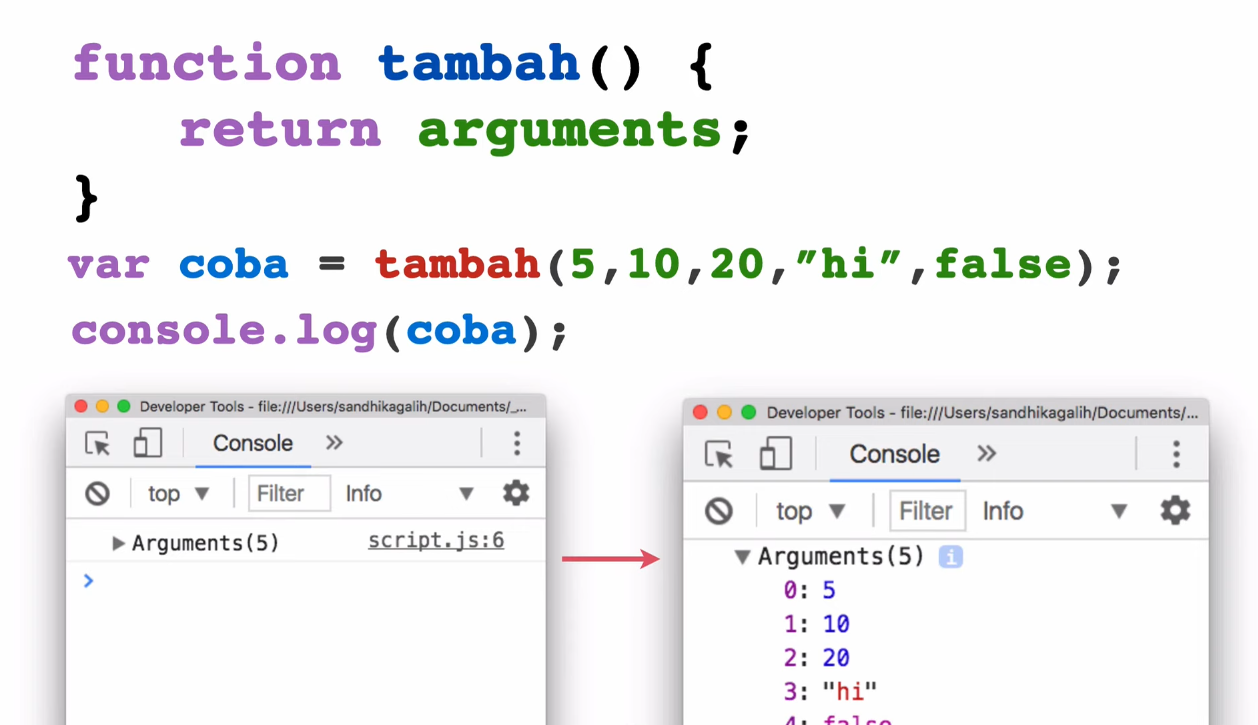 function tambah() {
return arguments;
}
var coba = tambah(5,10,20,”hi”,false);
console.log(coba);
Developer Tools - file:///Users/sandhikagalih/Documents/_...
Console »
top ▼ Filter Info ▼
▶ Arguments(5) script.js:6
>
Developer Tools - file:///Users/sandhikagalih/Documents/...
Console »
top ▼ Filter Info ▼
▼ Arguments(5) i
0: 5
1: 10
2: 20
3: "hi"
4: false